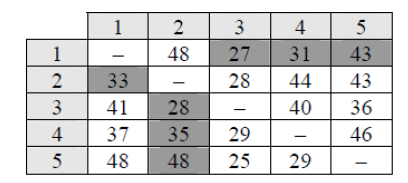 1 2 3 4 5
1 – 48 27 31 43
2 33 – 28 44 43
3 41 28 – 40 36
4 37 35 29 – 46
5 48 48 25 29 –